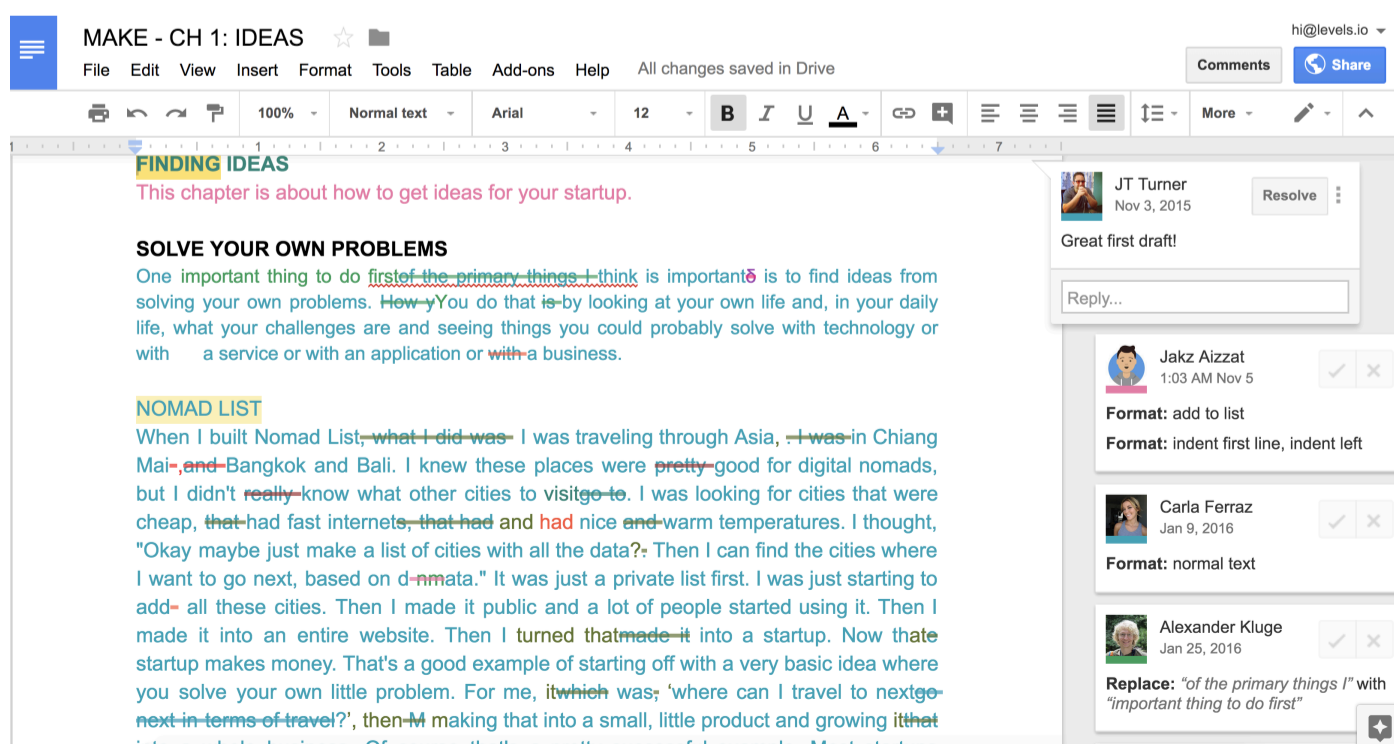 MAKE - CH 1: IDEAS
hi@levels.io
File Edit View Insert Format Tools Table Add-ons Help All changes saved in Drive
Comments
Share
100% Normal text Arial 12 B I U A More
1 1 2 3 4 5 6 7
FINDING IDEAS
This chapter is about how to get ideas for your startup.
SOLVE YOUR OWN PROBLEMS
One important thing to do firstof the primary things I think is importants is to find ideas from
solving your own problems. How yYou do that is by looking at your own life and, in your daily
life, what your challenges are and seeing things you could probably solve with technology or
with a service or with an application or with a business.
NOMAD LIST
When I built Nomad List, what I did was I was traveling through Asia, . I was in Chiang
Mai ,and Bangkok and Bali. I knew these places were pretty good for digital nomads,
but I didn't really know what other cities to visitgo to. I was looking for cities that were
cheap, that had fast internets, that had and had nice and warm temperatures. I thought,
"Okay maybe just make a list of cities with all the data?. Then I can find the cities where
I want to go next, based on d nmata." It was just a private list first. I was just starting to
add all these cities. Then I made it public and a lot of people started using it. Then I
made it into an entire website. Then I turned thatmade it into a startup. Now thate
startup makes money. That's a good example of starting off with a very basic idea where
you solve your own little problem. For me, itwhich was, ‘where can I travel to nextgo
next in terms of travel?’, then M making that into a small, little product and growing itthat
JT Turner
Nov 3, 2015
Resolve
Great first draft!
Reply...
Jakz Aizzat
1:03 AM Nov 5
Format: add to list
Format: indent first line, indent left
Carla Ferraz
Jan 9, 2016
Format: normal text
Alexander Kluge
Jan 25, 2016
Replace: “of the primary things I” with
“important thing to do first”